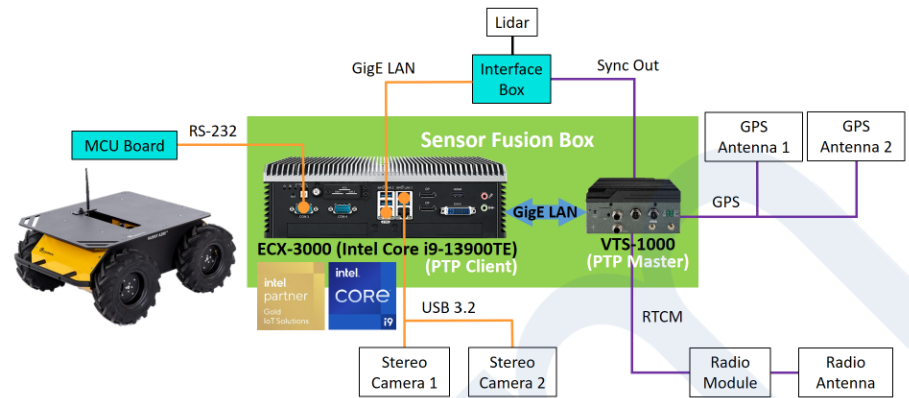 Lidar
GigE LAN
Interface
Box
Sync Out
RS-232
MCU Board
Sensor Fusion Box
GPS
Antenna 1
GPS
Antenna 2
GigE LAN
GPS
ECX-3000 (Intel Core i9-13900TE)
(PTP Client)
VTS-1000
(PTP Master)
intel
partner
Gold
IoT Solutions
intel.
CORE
i9
USB 3.2
RTCM
Stereo
Camera 1
Stereo
Camera 2
Radio
Module
Radio
Antenna